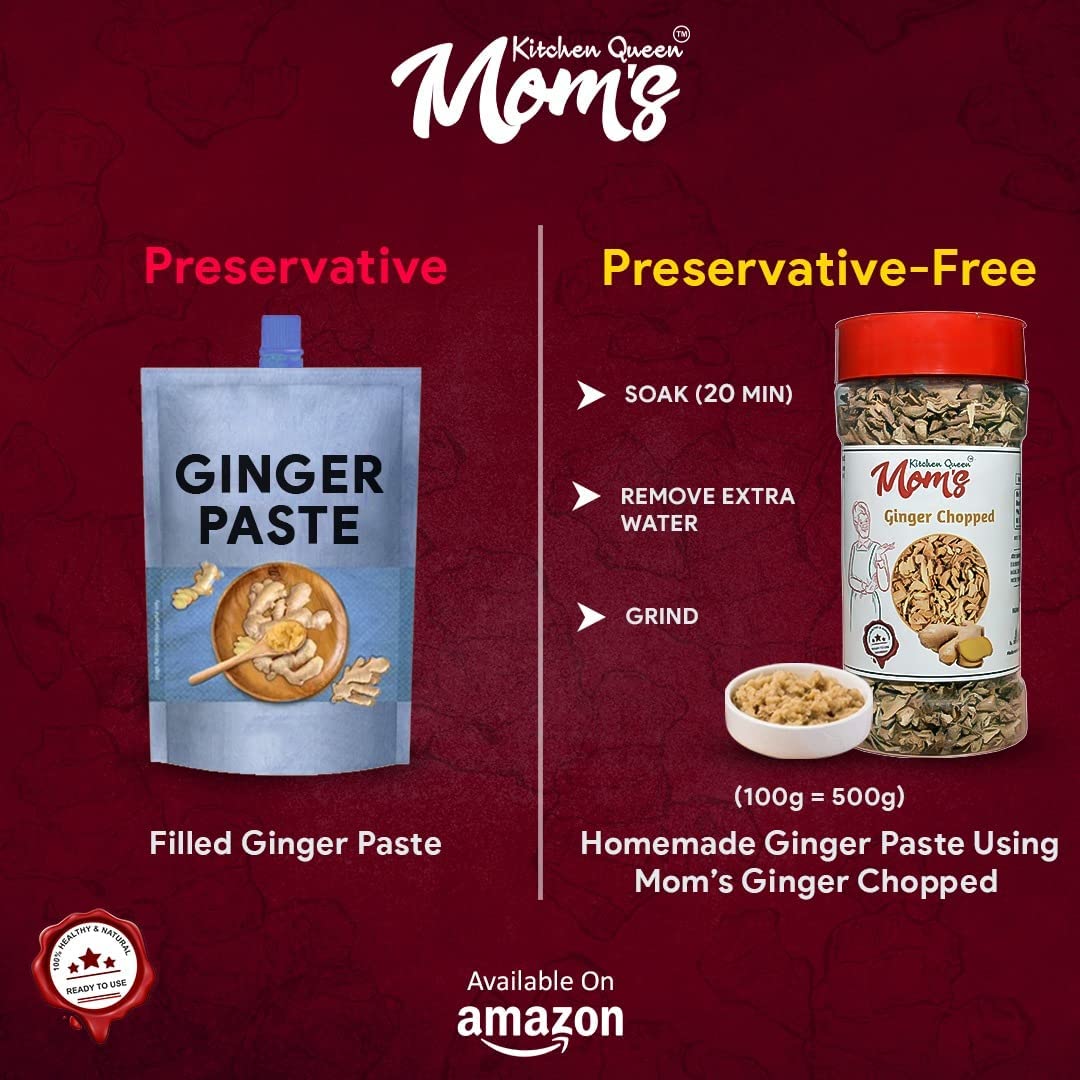 Kitchen Queen™
Mom's
Preservative
Preservative-Free
GINGER
PASTE
SOAK (20 MIN)
REMOVE EXTRA
WATER
GRIND
Kitchen Queen™
Mom's
Ginger Chopped
(100g = 500g)
Filled Ginger Paste
Homemade Ginger Paste Using
Mom's Ginger Chopped
100% HEALTHY & NATURAL
READY TO USE
Available On
amazon